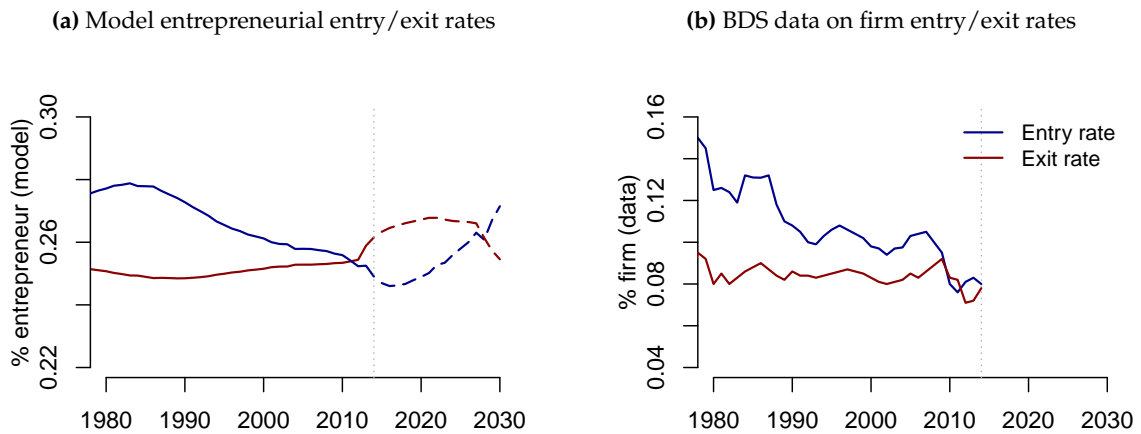 (a) Model entrepreneurial entry/exit rates
% entrepreneur (model)
0.30
0.26
0.22
1980 1990 2000 2010 2020 2030
(b) BDS data on firm entry/exit rates
% firm (data)
0.16
0.12
0.08
0.04
Entry rate
Exit rate
1980 1990 2000 2010 2020 2030